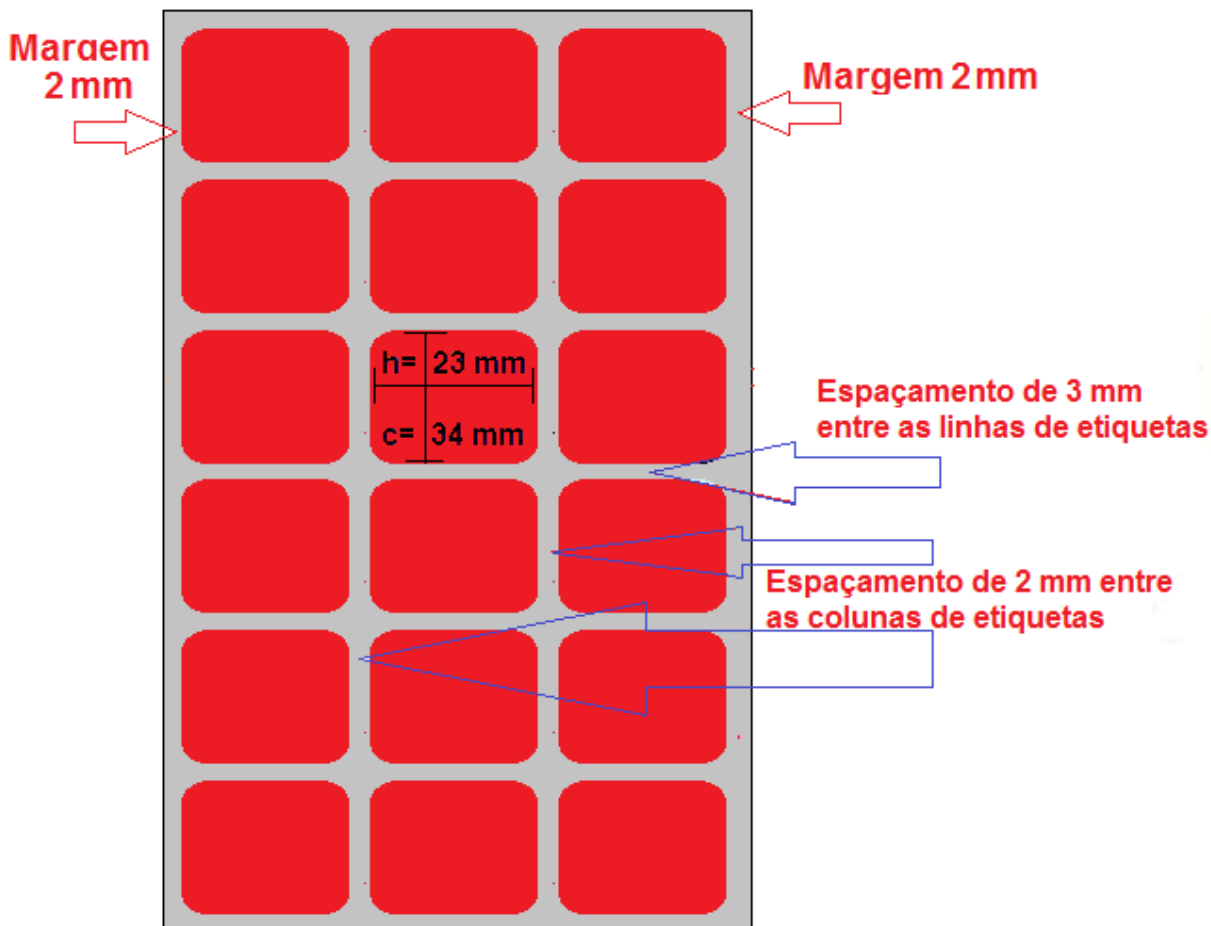 Margem
2 mm
Margem 2 mm
h= 23 mm
c= 34 mm
Espaçamento de 3 mm
entre as linhas de etiquetas
Espaçamento de 2 mm entre
as colunas de etiquetas